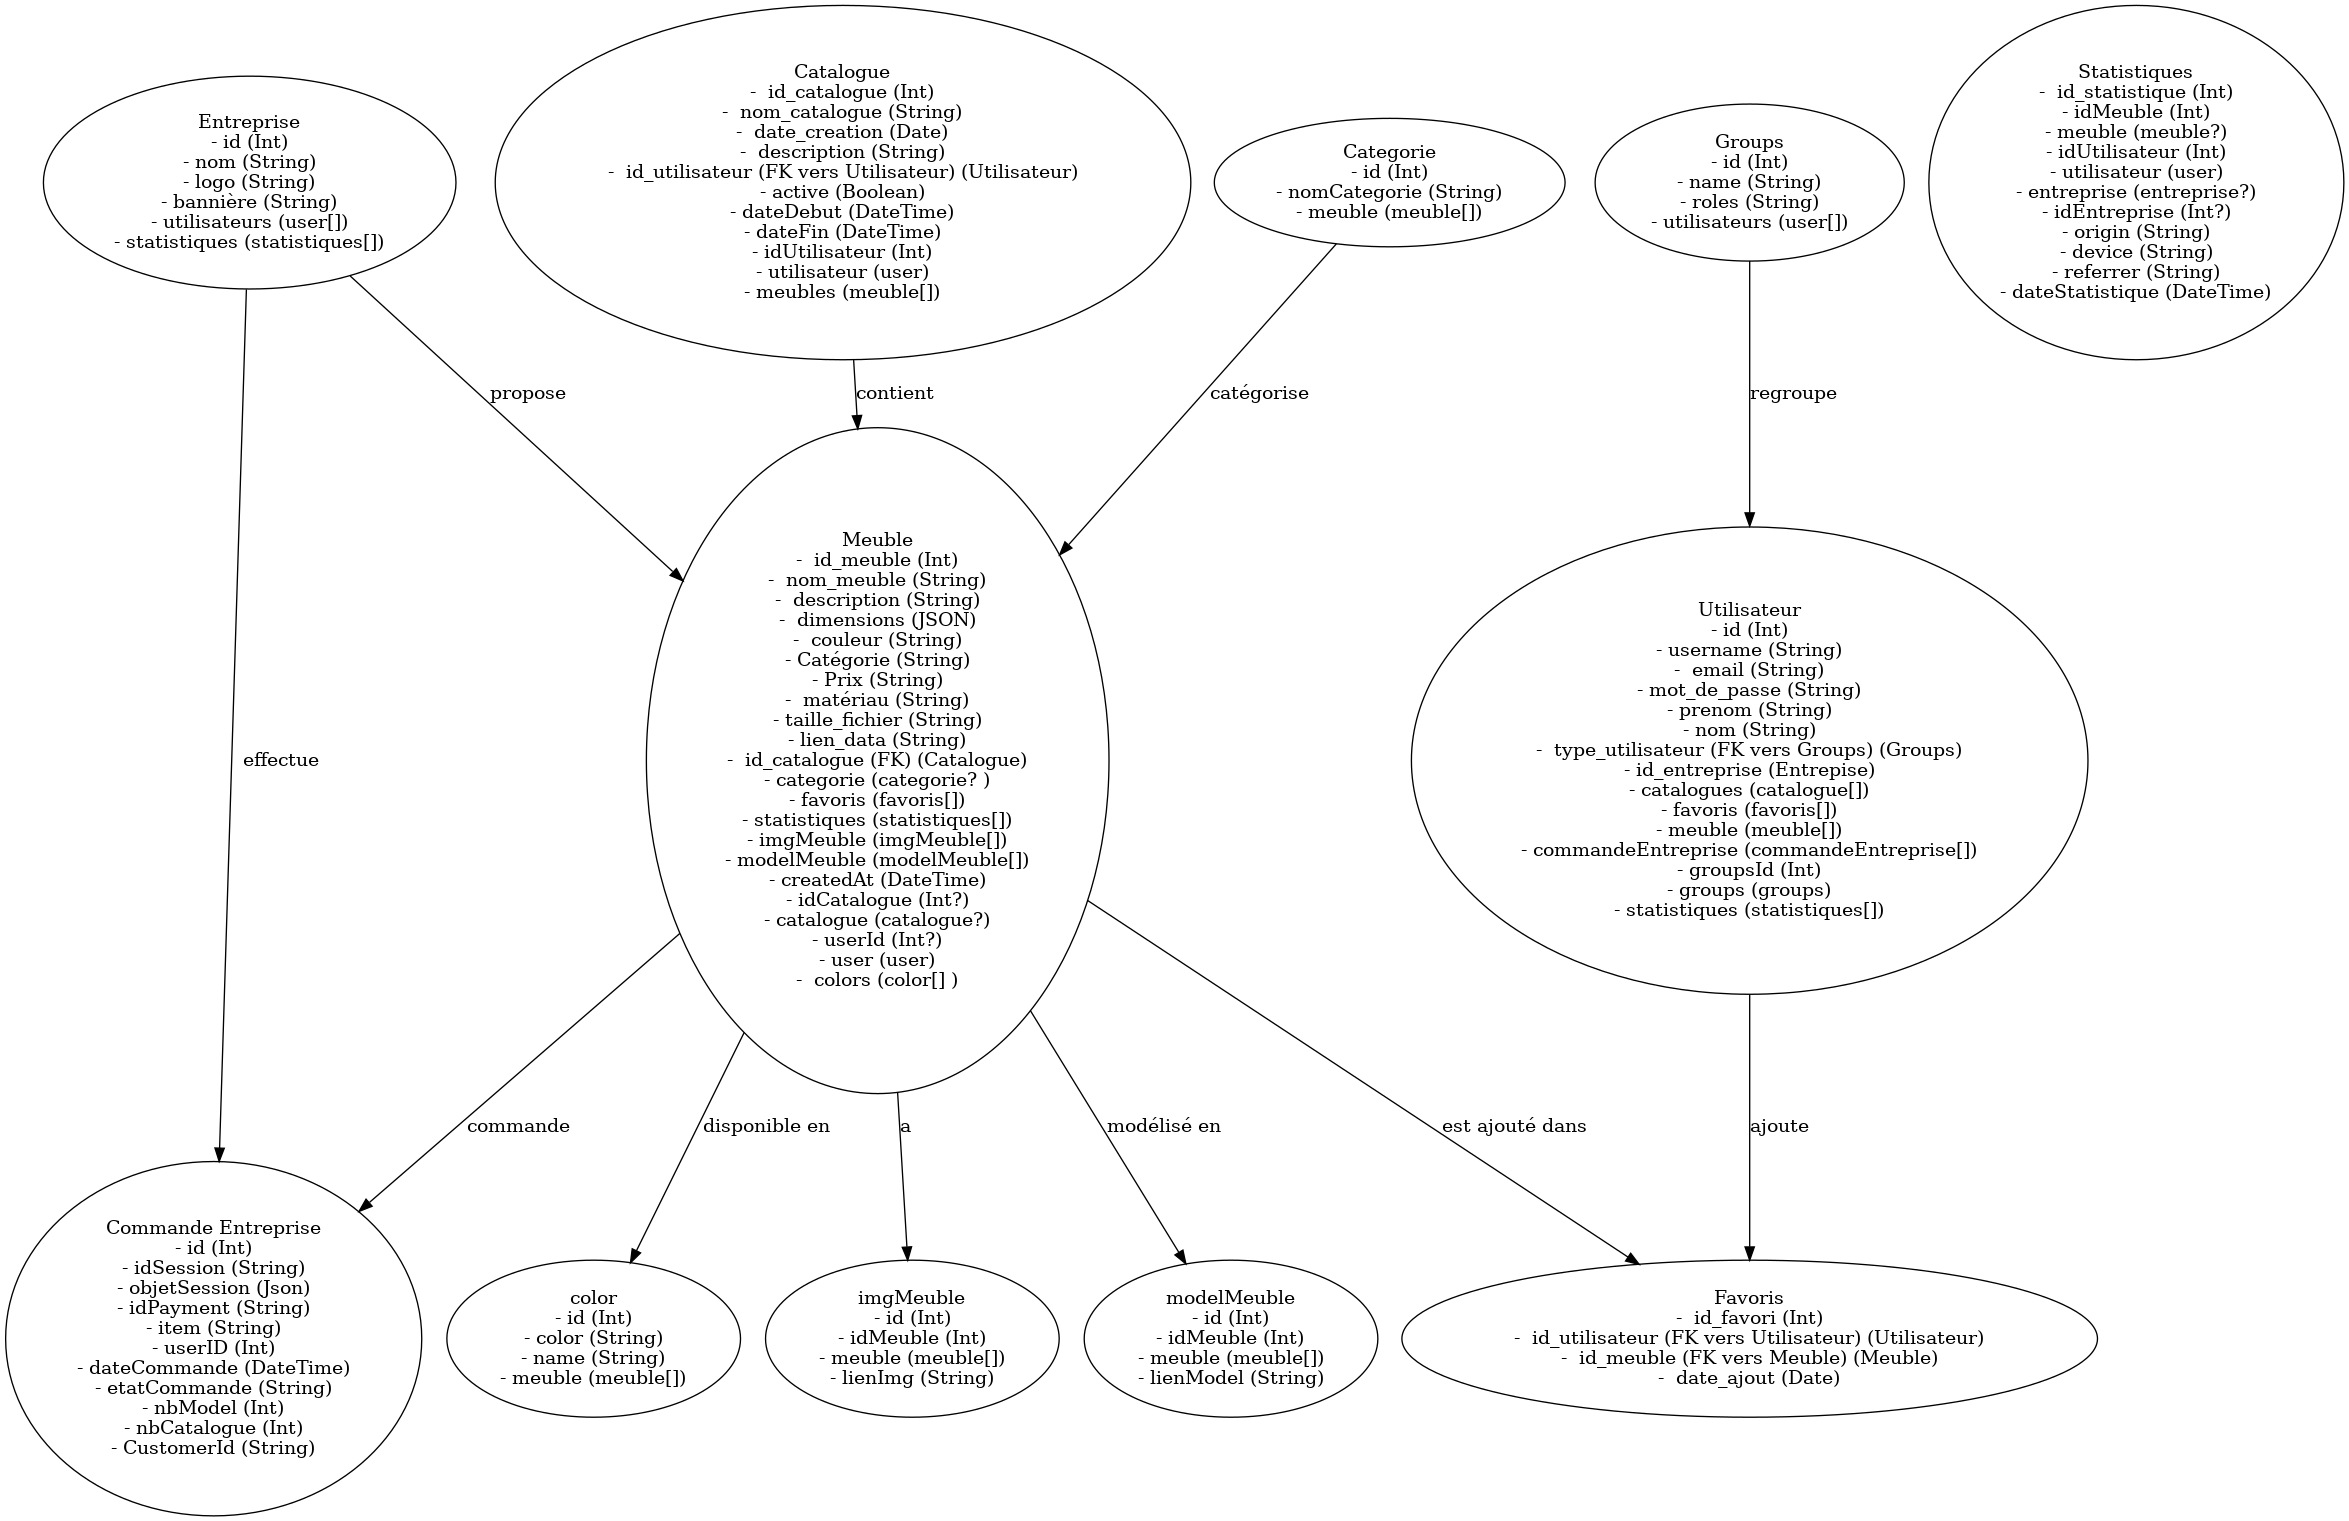 Entreprise
- id (Int)
- nom (String)
- logo (String)
- bannière (String)
- utilisateurs (user[])
- statistiques (statistiques[])
Catalogue
-  id_catalogue (Int)
-  nom_catalogue (String)
-  date_creation (Date)
-  description (String)
-  id_utilisateur (FK vers Utilisateur) (Utilisateur)
- active (Boolean)
- dateDebut (DateTime)
- dateFin (DateTime)
- idUtilisateur (Int)
- utilisateur (user)
- meubles (meuble[])
Categorie
- id (Int)
- nomCategorie (String)
- meuble (meuble[])
Groups
- id (Int)
- name (String)
- roles (String)
- utilisateurs (user[])
Statistiques
-  id_statistique (Int)
- idMeuble (Int)
- meuble (meuble?)
- idUtilisateur (Int)
- utilisateur (user)
- entreprise (entreprise?)
- idEntreprise (Int?)
- origin (String)
- device (String)
- referrer (String)
- dateStatistique (DateTime)
propose
contient
catégorise
regroupe
Meuble
-  id_meuble (Int)
-  nom_meuble (String)
-  description (String)
-  dimensions (JSON)
-  couleur (String)
- Catégorie (String)
- Prix (String)
-  matériau (String)
- taille_fichier (String)
- lien_data (String)
-  id_catalogue (FK) (Catalogue)
- categorie (categorie? )
- favoris (favoris[])
- statistiques (statistiques[])
- imgMeuble (imgMeuble[])
- modelMeuble (modelMeuble[])
- createdAt (DateTime)
- idCatalogue (Int?)
- catalogue (catalogue?)
- userId (Int?)
- user (user)
-  colors (color[] )
Utilisateur
- id (Int)
- username (String)
-  email (String)
- mot_de_passe (String)
- prenom (String)
- nom (String)
-  type_utilisateur (FK vers Groups) (Groups)
- id_entreprise (Entrepise)
- catalogues (catalogue[])
- favoris (favoris[])
- meuble (meuble[])
- commandeEntreprise (commandeEntreprise[])
- groupsId (Int)
- groups (groups)
- statistiques (statistiques[])
effectue
commande
disponible en
a
modélisé en
est ajouté dans
ajoute
Commande Entreprise
- id (Int)
- idSession (String)
- objetSession (Json)
- idPayment (String)
- item (String)
- userID (Int)
- dateCommande (DateTime)
- etatCommande (String)
- nbModel (Int)
- nbCatalogue (Int)
- CustomerId (String)
color
- id (Int)
- color (String)
- name (String)
- meuble (meuble[])
imgMeuble
- id (Int)
- idMeuble (Int)
- meuble (meuble[])
- lienImg (String)
modelMeuble
- id (Int)
- idMeuble (Int)
- meuble (meuble[])
- lienModel (String)
Favoris
-  id_favori (Int)
-  id_utilisateur (FK vers Utilisateur) (Utilisateur)
-  id_meuble (FK vers Meuble) (Meuble)
-  date_ajout (Date)